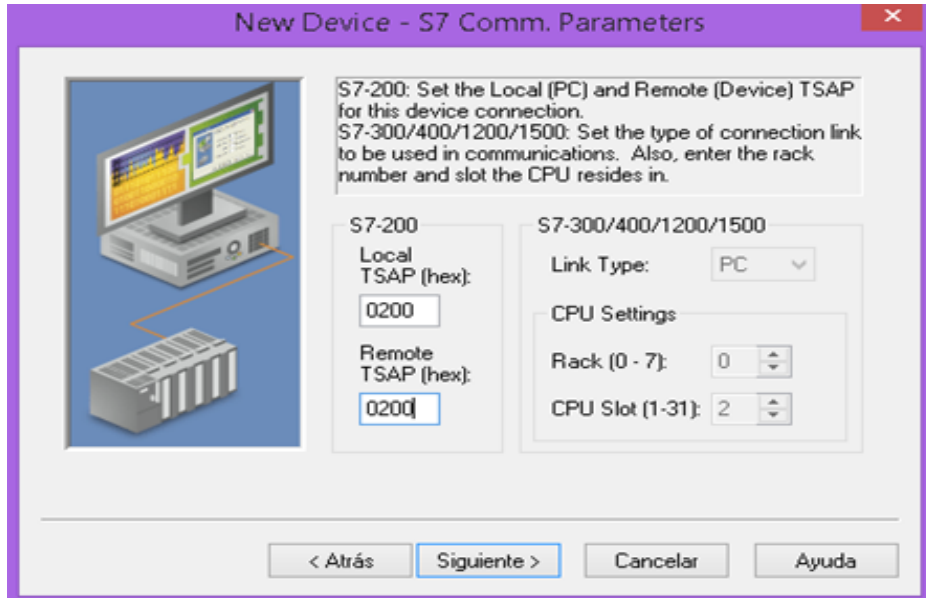 New Device - S7 Comm. Parameters
S7-200: Set the Local (PC) and Remote (Device) TSAP
for this device connection.
S7-300/400/1200/1500: Set the type of connection link
to be used in communications. Also, enter the rack
number and slot the CPU resides in.
S7-200
Local
TSAP (hex):
0200
Remote
TSAP (hex):
0200
S7-300/400/1200/1500
Link Type: PC
CPU Settings
Rack (0 - 7): 0
CPU Slot (1-31): 2
< Atrás Siguiente > Cancelar Ayuda